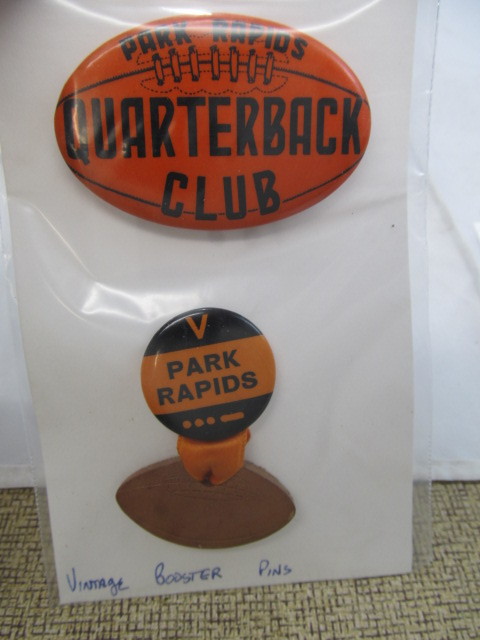 PARK RAPIDS
QUARTERBACK
CLUB
V
PARK
RAPIDS
VINTAGE BOOSTER PINS